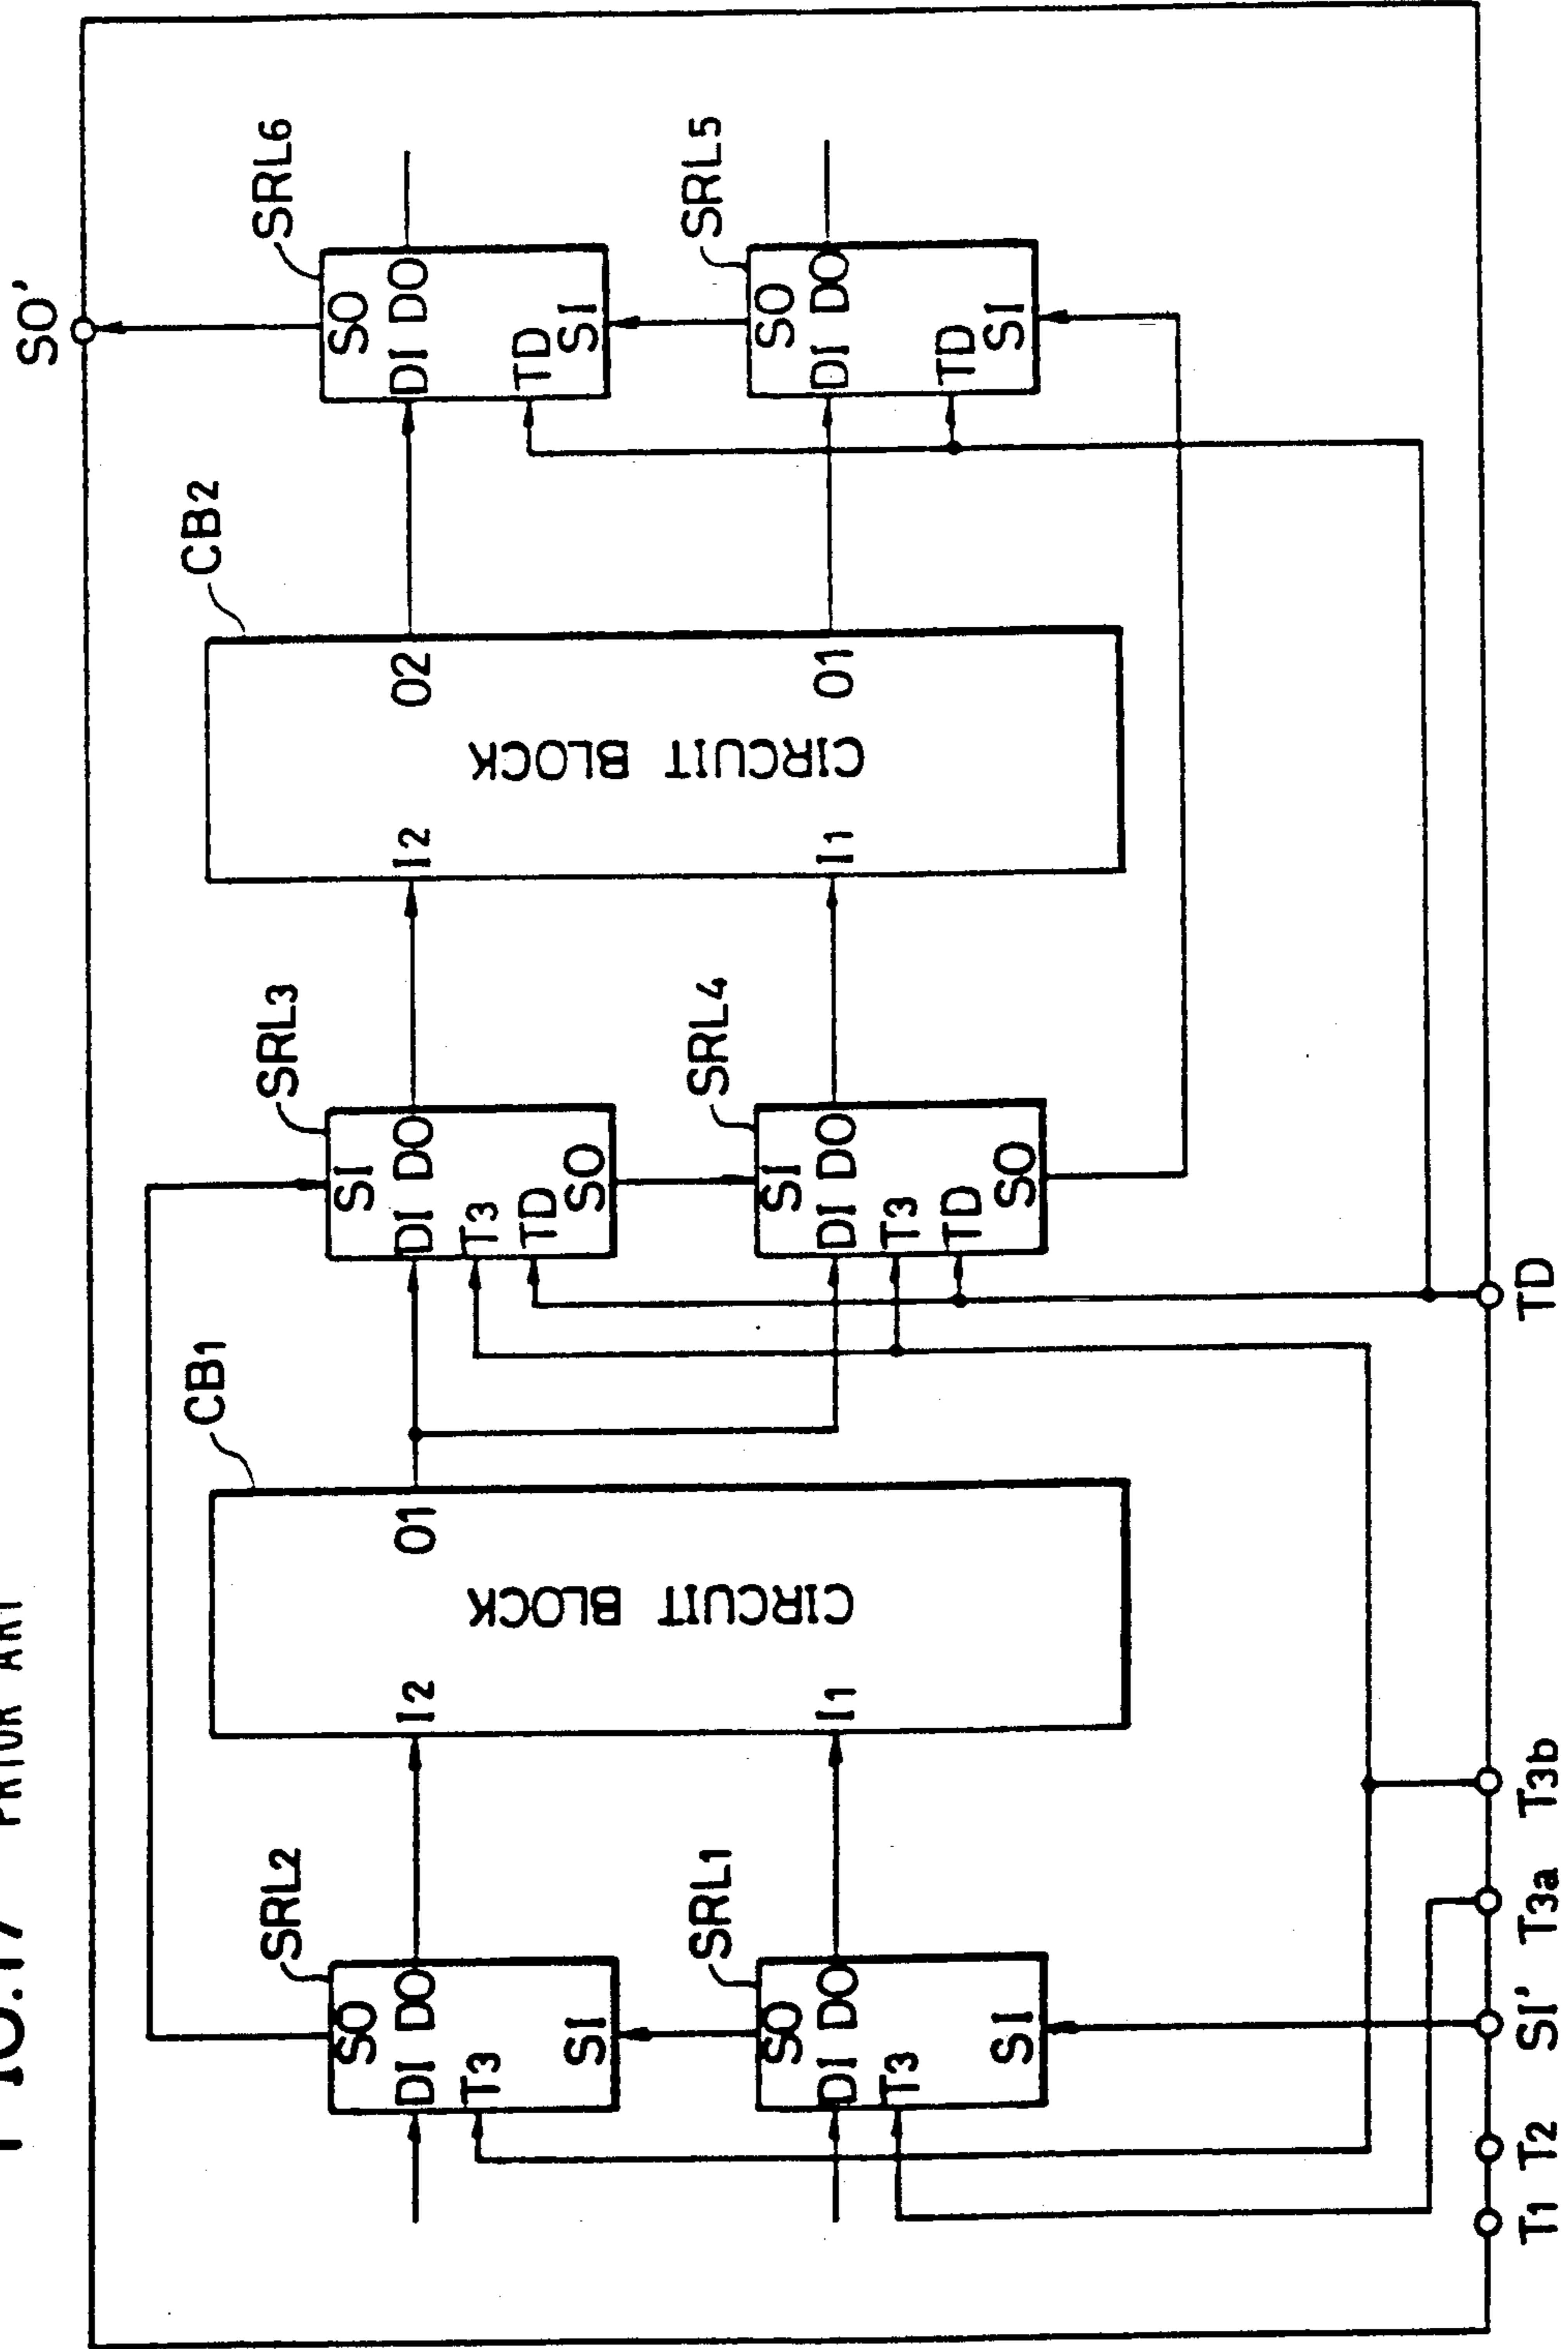 FIG.17 PRIOR ART
SO'
CB1
CB2
SRL2
SRL3
SRL6
SO
SI
SO
DI DO
I2
O1
DI DO
I2
O2
DI DO
T3
T3
TD
TD
SI
SO
SI
CIRCUIT BLOCK
CIRCUIT BLOCK
SRL1
SRL4
SRL5
SO
SI
SO
DI DO
I1
DI DO
I1
O1
DI DO
T3
T3
TD
TD
SI
SO
SI
T1
T2
SI'
T3a
T3b
TD